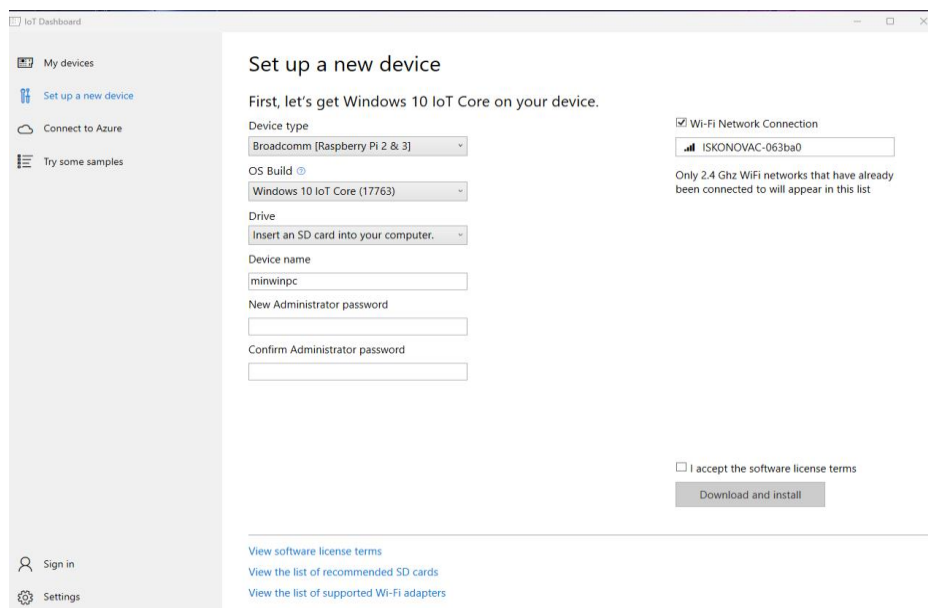 IoT Dashboard
My devices
Set up a new device
Connect to Azure
Try some samples
Sign in
Settings
Set up a new device
First, let's get Windows 10 IoT Core on your device.
Device type
Broadcomm [Raspberry Pi 2 & 3]
OS Build
Windows 10 IoT Core (17763)
Drive
Insert an SD card into your computer.
Device name
minwinpc
New Administrator password
Confirm Administrator password
Wi-Fi Network Connection
ISKONOVAC-063ba0
Only 2.4 Ghz WiFi networks that have already
been connected to will appear in this list
I accept the software license terms
Download and install
View software license terms
View the list of recommended SD cards
View the list of supported Wi-Fi adapters